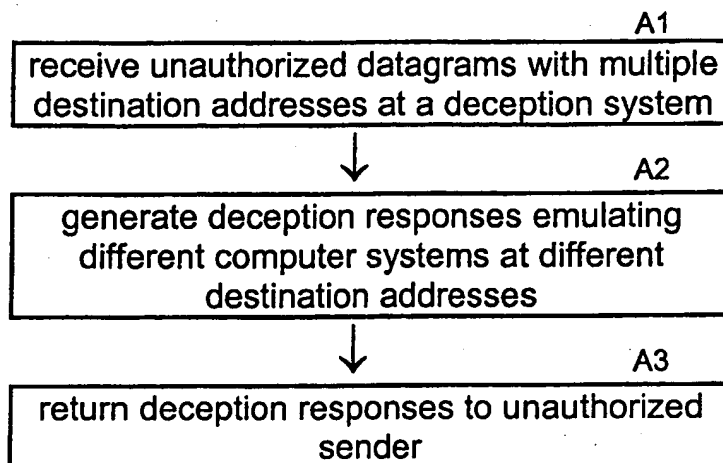 A1
receive unauthorized datagrams with multiple
destination addresses at a deception system
A2
generate deception responses emulating
different computer systems at different
destination addresses
A3
return deception responses to unauthorized
sender